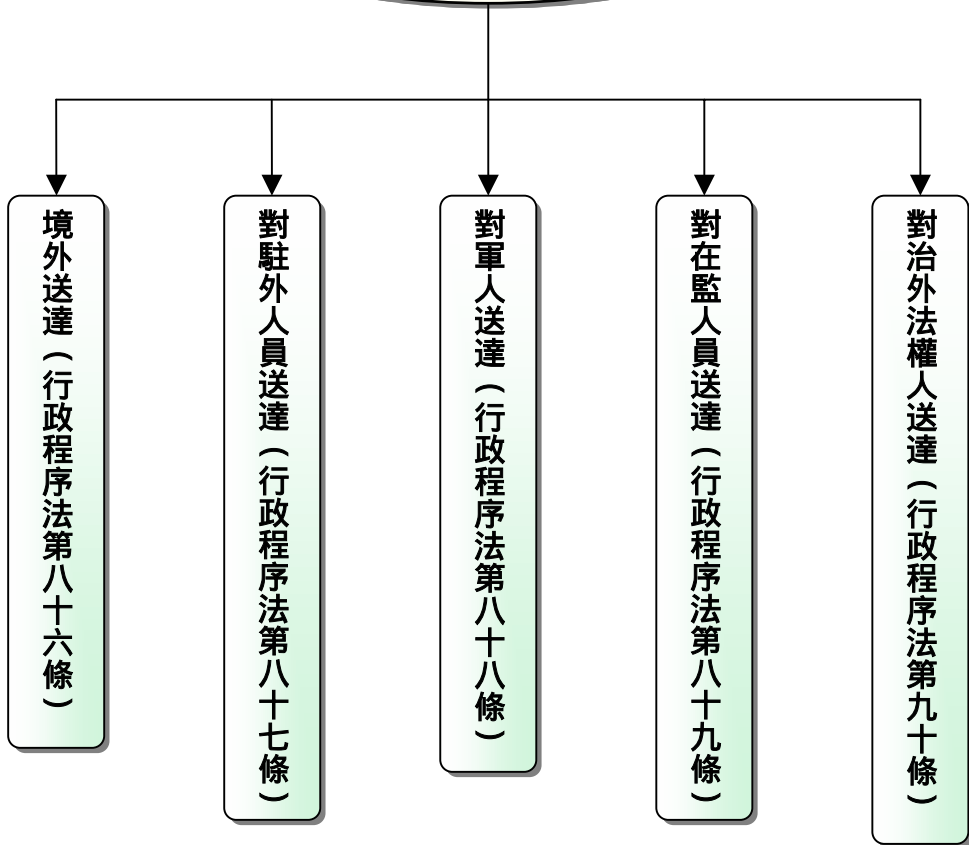 境外送達（行政程序法第八十六條）
對駐外人員送達（行政程序法第八十七條）
對軍人送達（行政程序法第八十八條）
對在監人員送達（行政程序法第八十九條）
對治外法權人送達（行政程序法第九十條）